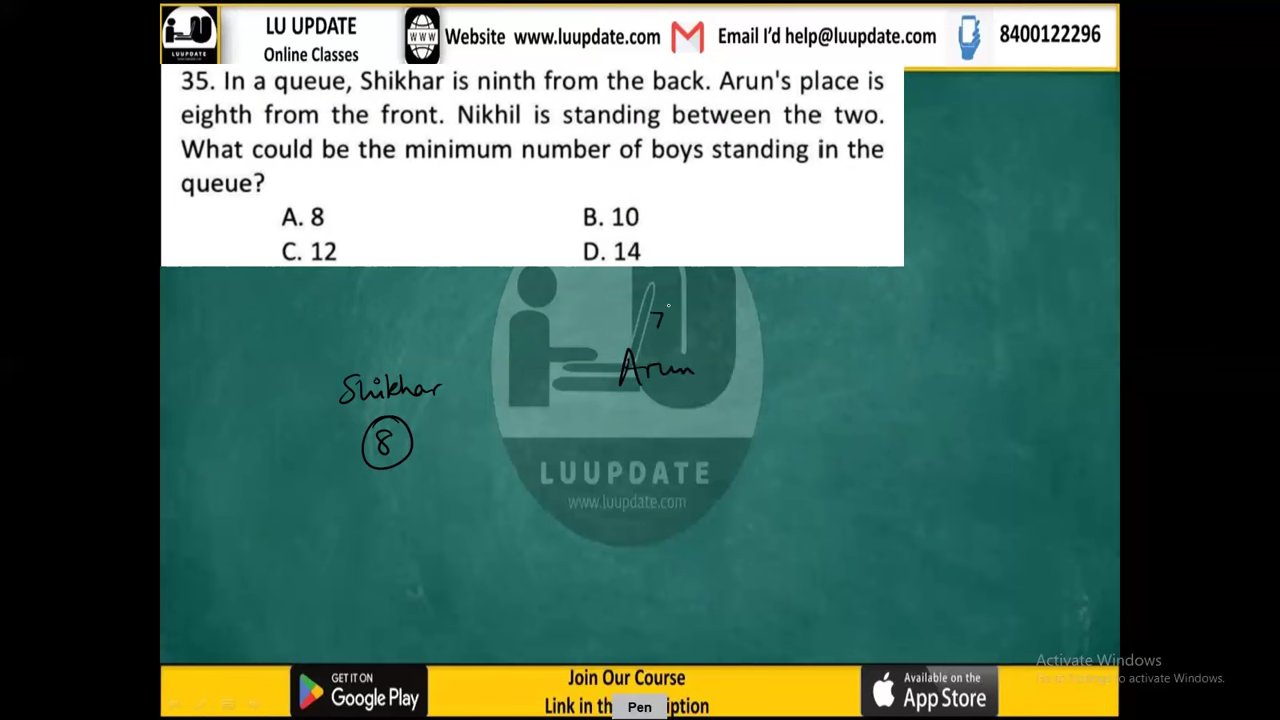 LU UPDATE
Online Classes
LUUPDATE
WWW
Website www.luupdate.com
Email I'd help@luupdate.com
8400122296
35. In a queue, Shikhar is ninth from the back. Arun's place is
eighth from the front. Nikhil is standing between the two.
What could be the minimum number of boys standing in the
queue?
A. 8 B. 10
C. 12 D. 14
7
Arun
Shikhar
8
LUUPDATE
www.luupdate.com
Activate Windows
GET IT ON
Google Play
Join Our Course
Link in th
iption
Pen
Available on the
App Store